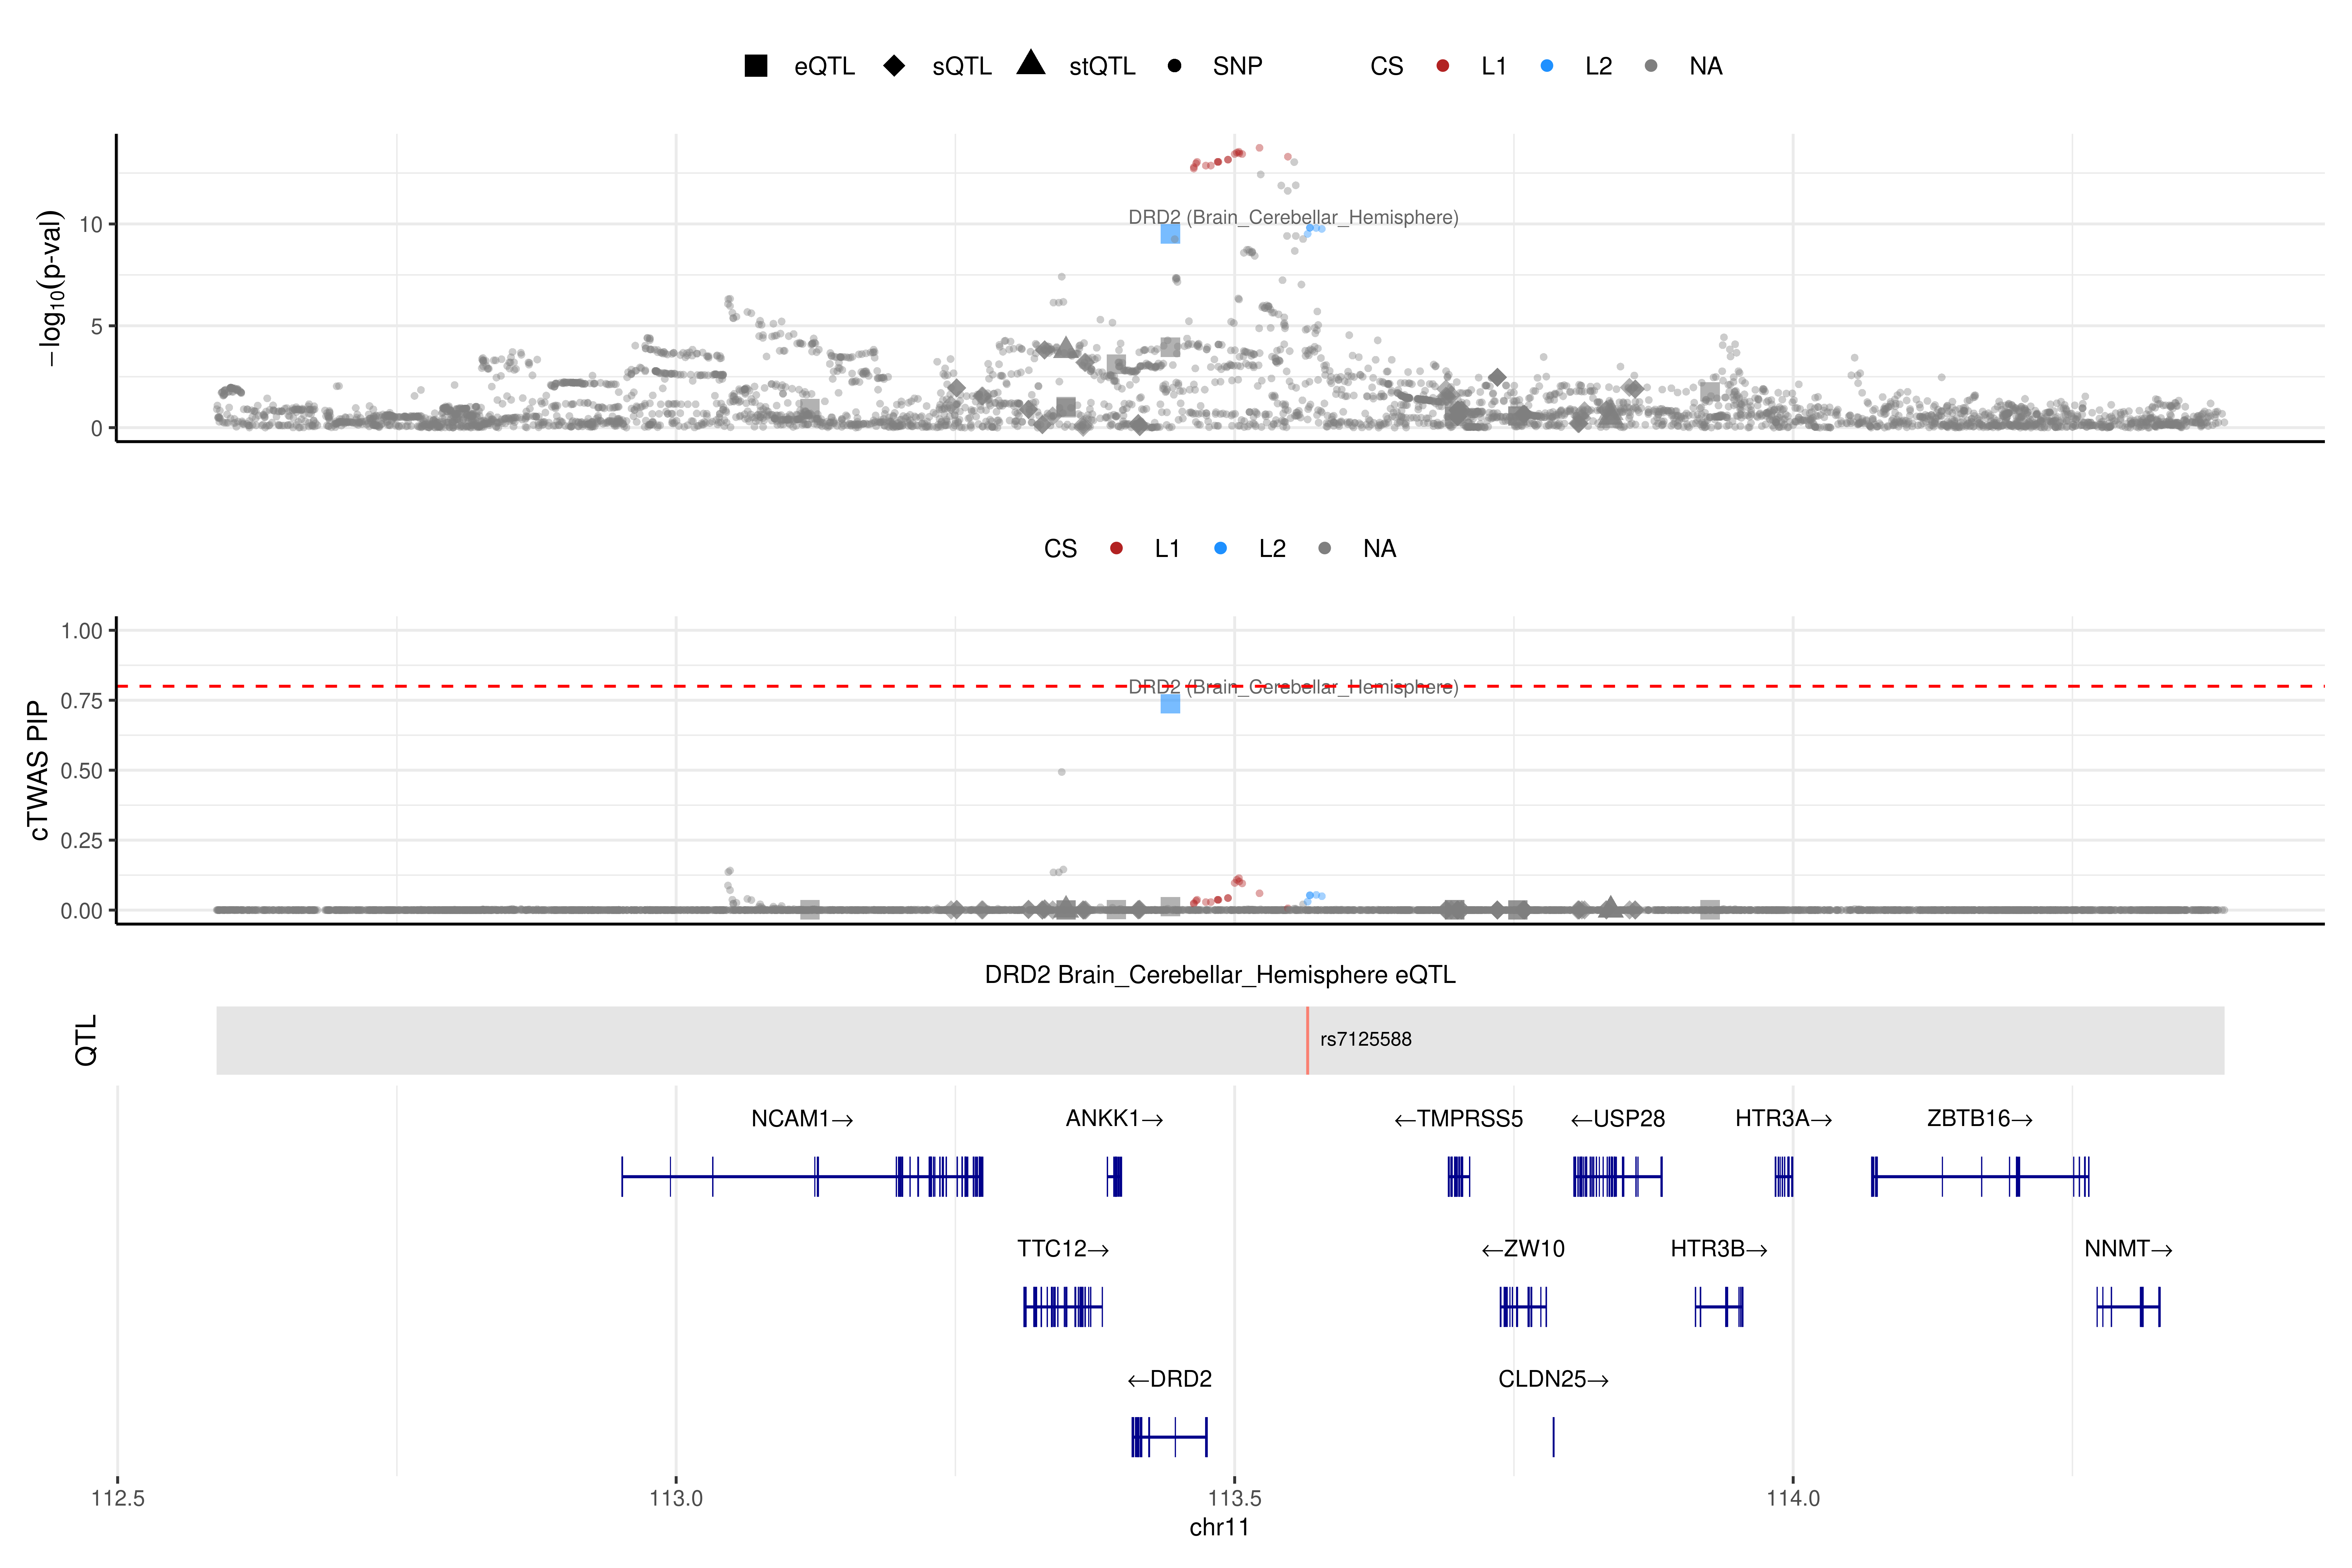 eQTL sQTL stQTL SNP CS L1 L2 NA
−log10(p-val)
10
5
0
DRD2 (Brain_Cerebellar_Hemisphere)
CS L1 L2 NA
cTWAS PIP
1.00
0.75
0.50
0.25
0.00
DRD2 (Brain_Cerebellar_Hemisphere)
DRD2 Brain_Cerebellar_Hemisphere eQTL
QTL
rs7125588
NCAM1→ ANKK1→ ←TMPRSS5 ←USP28 HTR3A→ ZBTB16→
TTC12→ ←ZW10 HTR3B→ NNMT→
←DRD2 CLDN25→
112.5 113.0 113.5 114.0
chr11